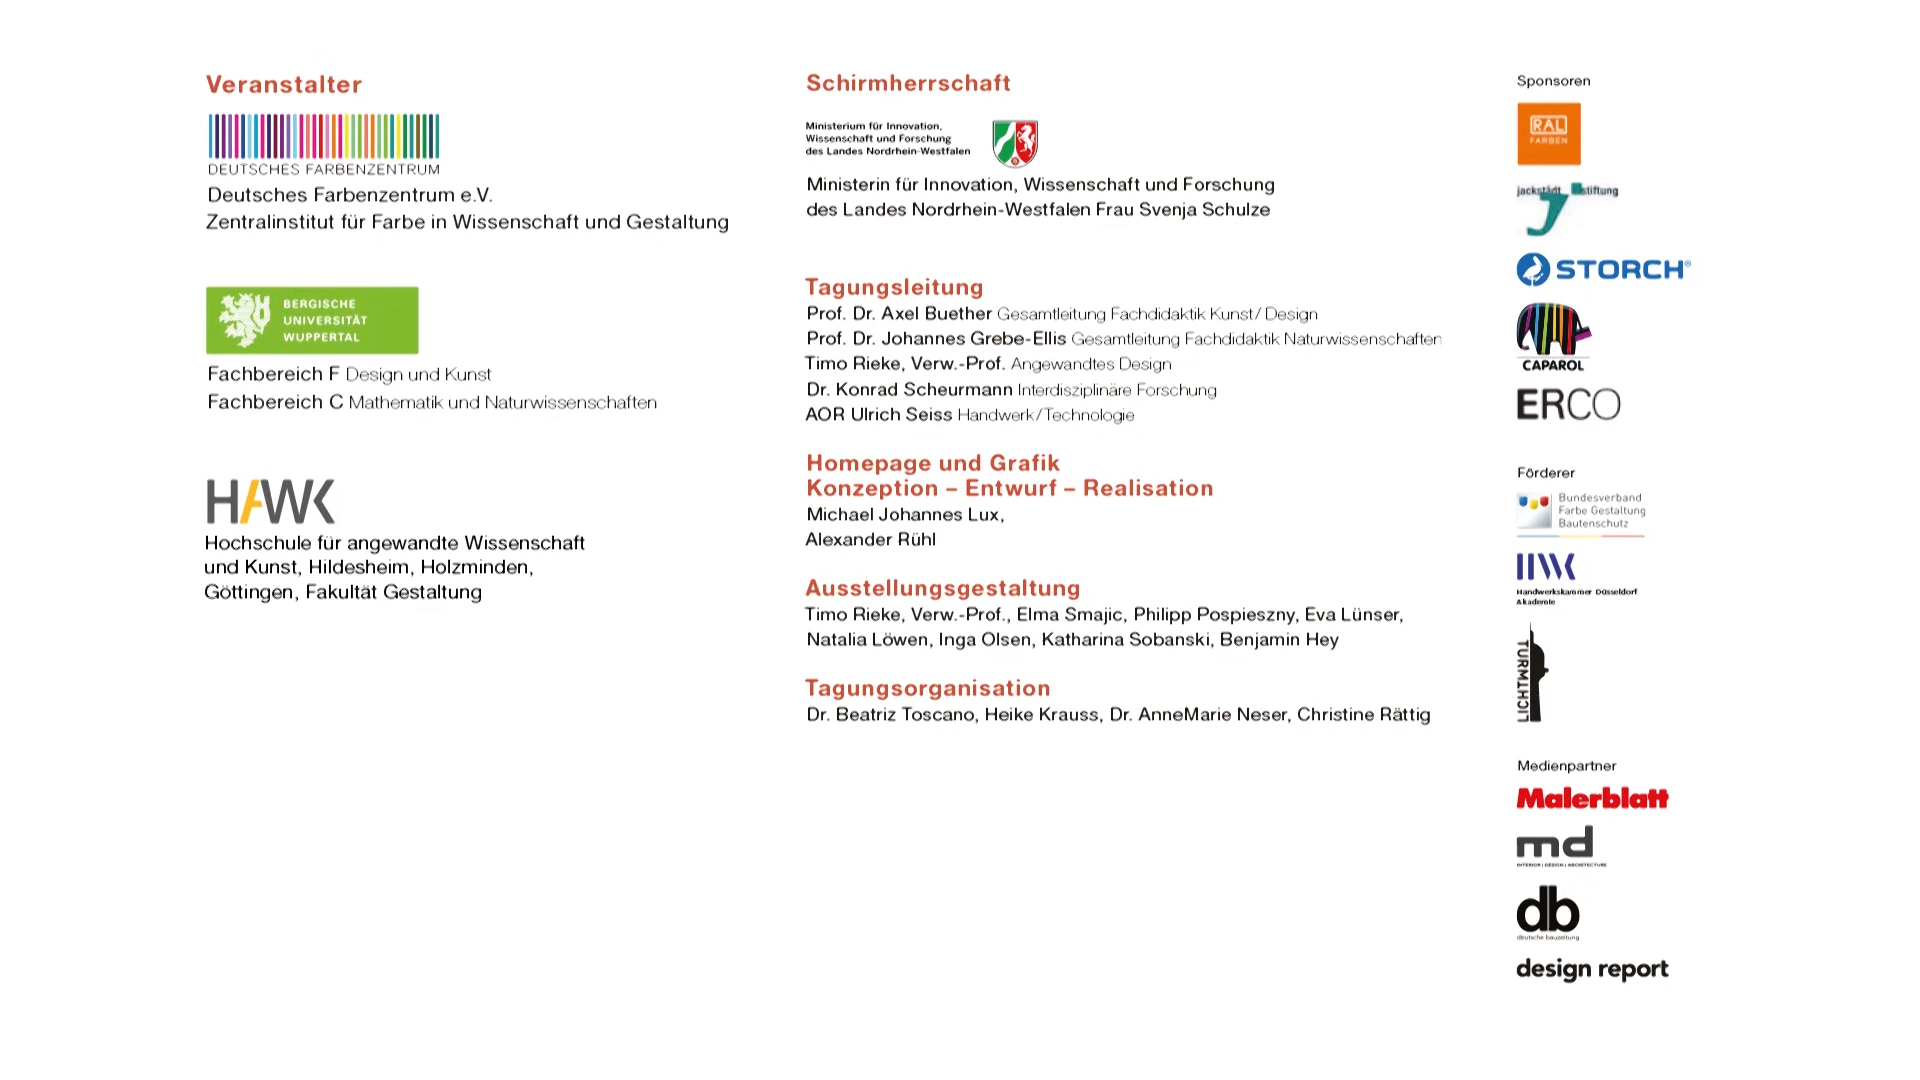 Veranstalter
DEUTSCHES FARBENZENTRUM
Deutsches Farbenzentrum e.V.
Zentralinstitut für Farbe in Wissenschaft und Gestaltung
BERGISCHE
UNIVERSITÄT
WUPPERTAL
Fachbereich F Design und Kunst
Fachbereich C Mathematik und Naturwissenschaften
HAWK
Hochschule für angewandte Wissenschaft
und Kunst, Hildesheim, Holzminden,
Göttingen, Fakultät Gestaltung
Schirmherrschaft
Ministerium für Innovation,
Wissenschaft und Forschung
des Landes Nordrhein-Westfalen
Ministerin für Innovation, Wissenschaft und Forschung
des Landes Nordrhein-Westfalen Frau Svenja Schulze
Tagungsleitung
Prof. Dr. Axel Buether Gesamtleitung Fachdidaktik Kunst/ Design
Prof. Dr. Johannes Grebe-Ellis Gesamtleitung Fachdidaktik Naturwissenschaften
Timo Rieke, Verw.-Prof. Angewandtes Design
Dr. Konrad Scheurmann Interdisziplinäre Forschung
AOR Ulrich Seiss Handwerk/Technologie
Homepage und Grafik
Konzeption – Entwurf – Realisation
Michael Johannes Lux,
Alexander Rühl
Ausstellungsgestaltung
Timo Rieke, Verw.-Prof., Elma Smajic, Philipp Pospieszny, Eva Lünser,
Natalia Löwen, Inga Olsen, Katharina Sobanski, Benjamin Hey
Tagungsorganisation
Dr. Beatriz Toscano, Heike Krauss, Dr. AnneMarie Neser, Christine Rättig
Sponsoren
RAL
FARBEN
jackstädt stiftung
STORCH®
CAPAROL
ERCO
Förderer
Bundesverband
Farbe Gestaltung
Bautenschutz
Handwerkskammer Düsseldorf
Akademie
LICHTTURM
Medienpartner
Malerblatt
md
INTERIOR | DESIGN | ARCHITECTURE
db
deutsche bauzeitung
design report